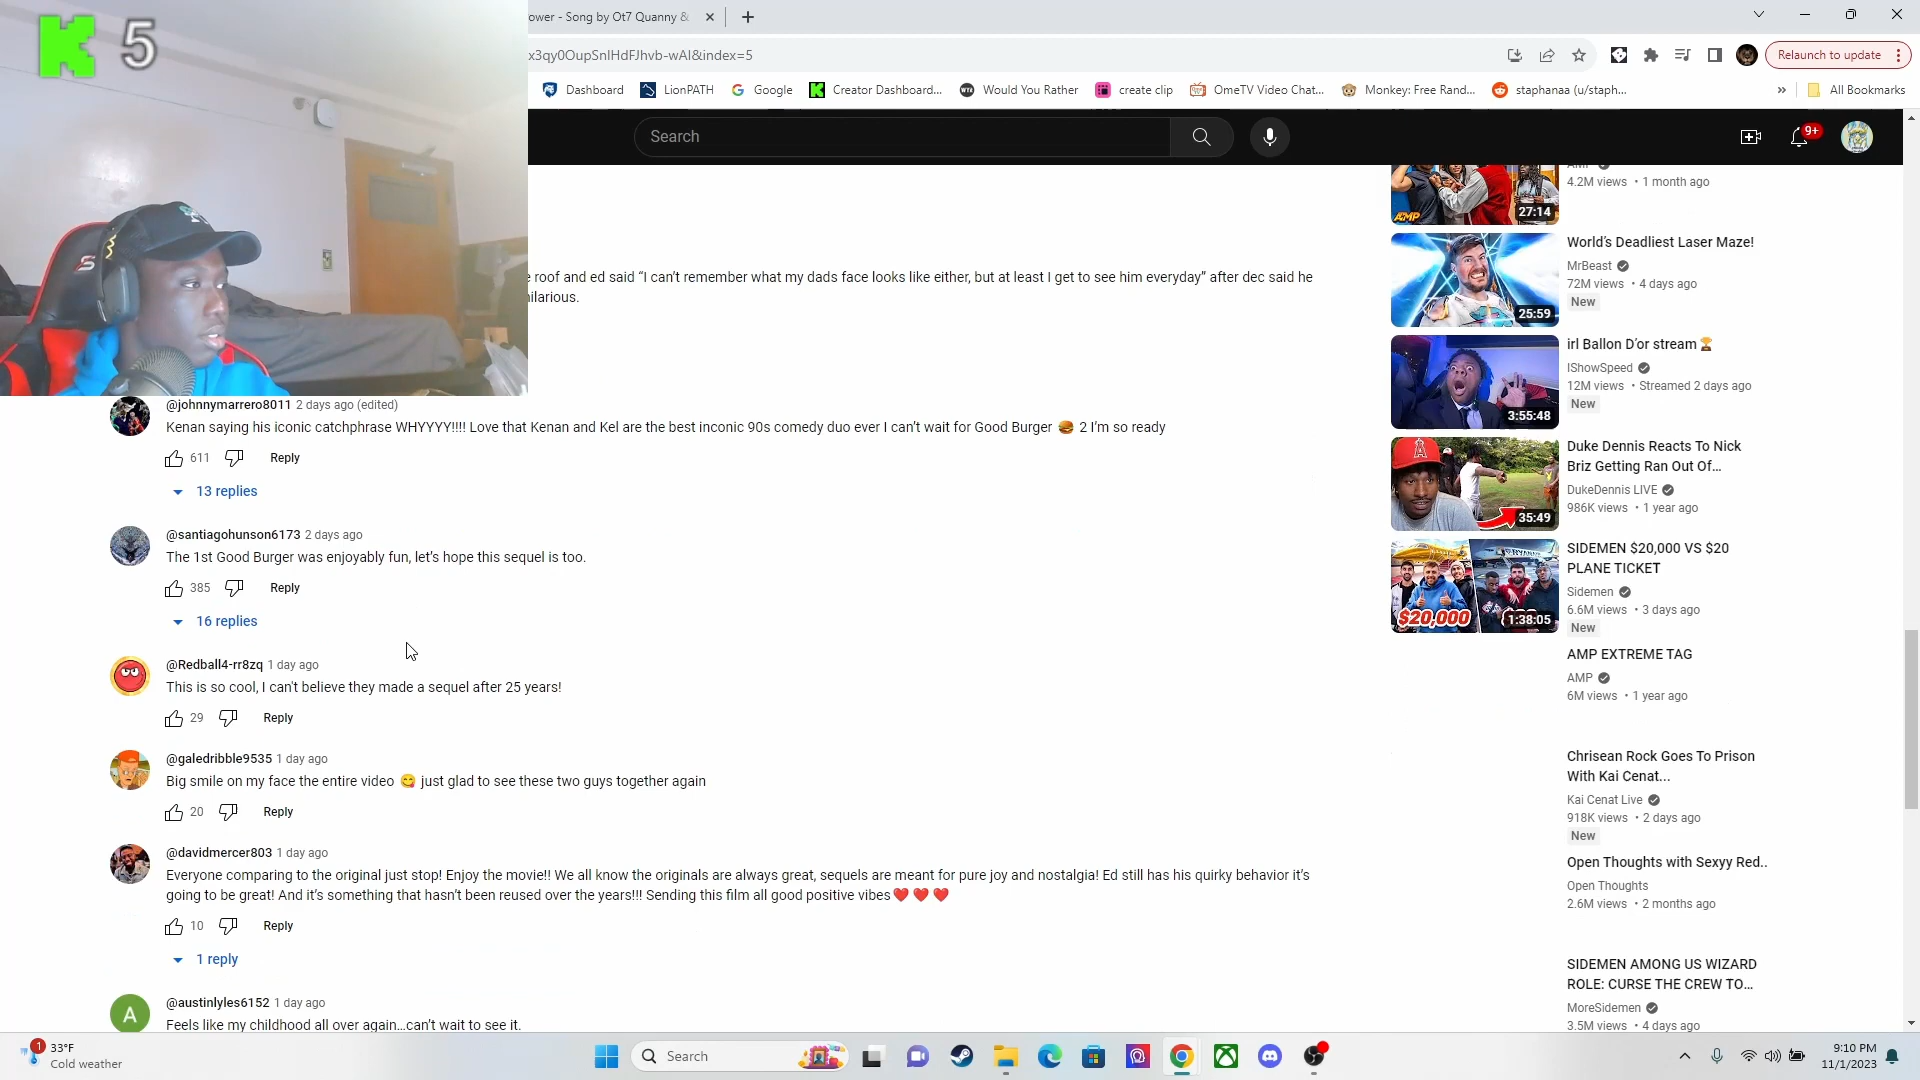 K 5
ower - Song by Ot7 Quanny &
x3qy0OupSnIHdFJhvb-wAI&index=5
Relaunch to update
Dashboard
LionPATH
Google
Creator Dashboard...
Would You Rather
create clip
OmeTV Video Chat...
Monkey: Free Rand...
staphanaa (u/staph...
»
All Bookmarks
Search
9+
4.2M views • 1 month ago
AMP
27:14
e roof and ed said “I can’t remember what my dads face looks like either, but at least I get to see him everyday” after dec said he
hilarious.
@johnnymarrero8011 2 days ago (edited)
Kenan saying his iconic catchphrase WHYYYY!!!! Love that Kenan and Kel are the best inconic 90s comedy duo ever I can’t wait for Good Burger 🍔 2 I’m so ready
611 Reply
13 replies
@santiagohunson6173 2 days ago
The 1st Good Burger was enjoyably fun, let’s hope this sequel is too.
385 Reply
16 replies
@Redball4-rr8zq 1 day ago
This is so cool, I can't believe they made a sequel after 25 years!
29 Reply
@galedribble9535 1 day ago
Big smile on my face the entire video 😋 just glad to see these two guys together again
20 Reply
@davidmercer803 1 day ago
Everyone comparing to the original just stop! Enjoy the movie!! We all know the originals are always great, sequels are meant for pure joy and nostalgia! Ed still has his quirky behavior it’s
going to be great! And it’s something that hasn’t been reused over the years!!! Sending this film all good positive vibes❤️ ❤️ ❤️
10 Reply
1 reply
A
@austinlyles6152 1 day ago
Feels like my childhood all over again...can’t wait to see it.
World’s Deadliest Laser Maze!
MrBeast
72M views • 4 days ago
New
25:59
irl Ballon D’or stream🏆
IShowSpeed
12M views • Streamed 2 days ago
New
3:55:48
Duke Dennis Reacts To Nick
Briz Getting Ran Out Of...
DukeDennis LIVE
986K views • 1 year ago
35:49
SIDEMEN $20,000 VS $20
PLANE TICKET
Sidemen
6.6M views • 3 days ago
New
$20,000
1:38:05
AMP EXTREME TAG
AMP
6M views • 1 year ago
Chrisean Rock Goes To Prison
With Kai Cenat...
Kai Cenat Live
918K views • 2 days ago
New
Open Thoughts with Sexyy Red..
Open Thoughts
2.6M views • 2 months ago
SIDEMEN AMONG US WIZARD
ROLE: CURSE THE CREW TO...
MoreSidemen
3.5M views • 4 days ago
1
33°F
Cold weather
Search
9:10 PM
11/1/2023